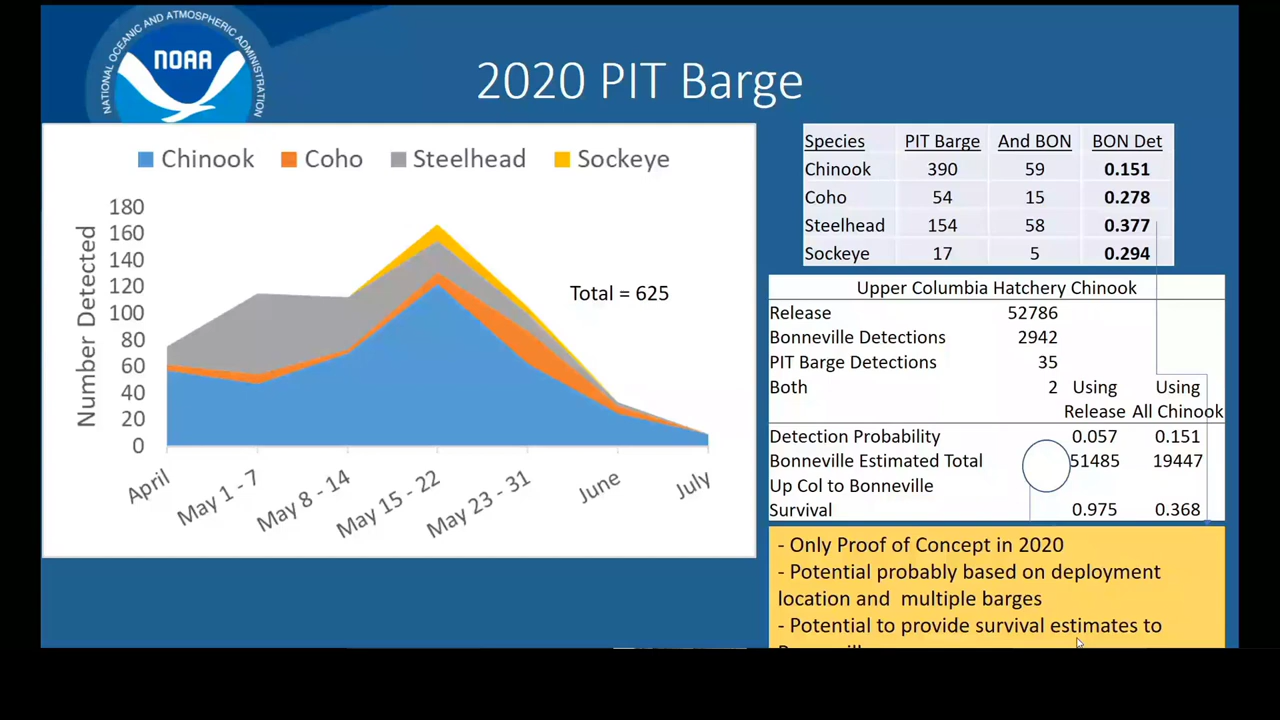 NATIONAL OCEANIC AND ATMOSPHERIC ADMINISTRATION
NOAA
2020 PIT Barge
Chinook Coho Steelhead Sockeye
Number Detected
180
160
140
120
100
80
60
40
20
0
Total = 625
April May 1 - 7 May 8 - 14 May 15 - 22 May 23 - 31 June July
Species PIT Barge And BON BON Det
Chinook 390 59 0.151
Coho 54 15 0.278
Steelhead 154 58 0.377
Sockeye 17 5 0.294
Upper Columbia Hatchery Chinook
Release 52786
Bonneville Detections 2942
PIT Barge Detections 35
Both 2 Using Using
Release All Chinook
Detection Probability 0.057 0.151
Bonneville Estimated Total 51485 19447
Up Col to Bonneville
Survival 0.975 0.368
- Only Proof of Concept in 2020
- Potential probably based on deployment
location and multiple barges
- Potential to provide survival estimates to